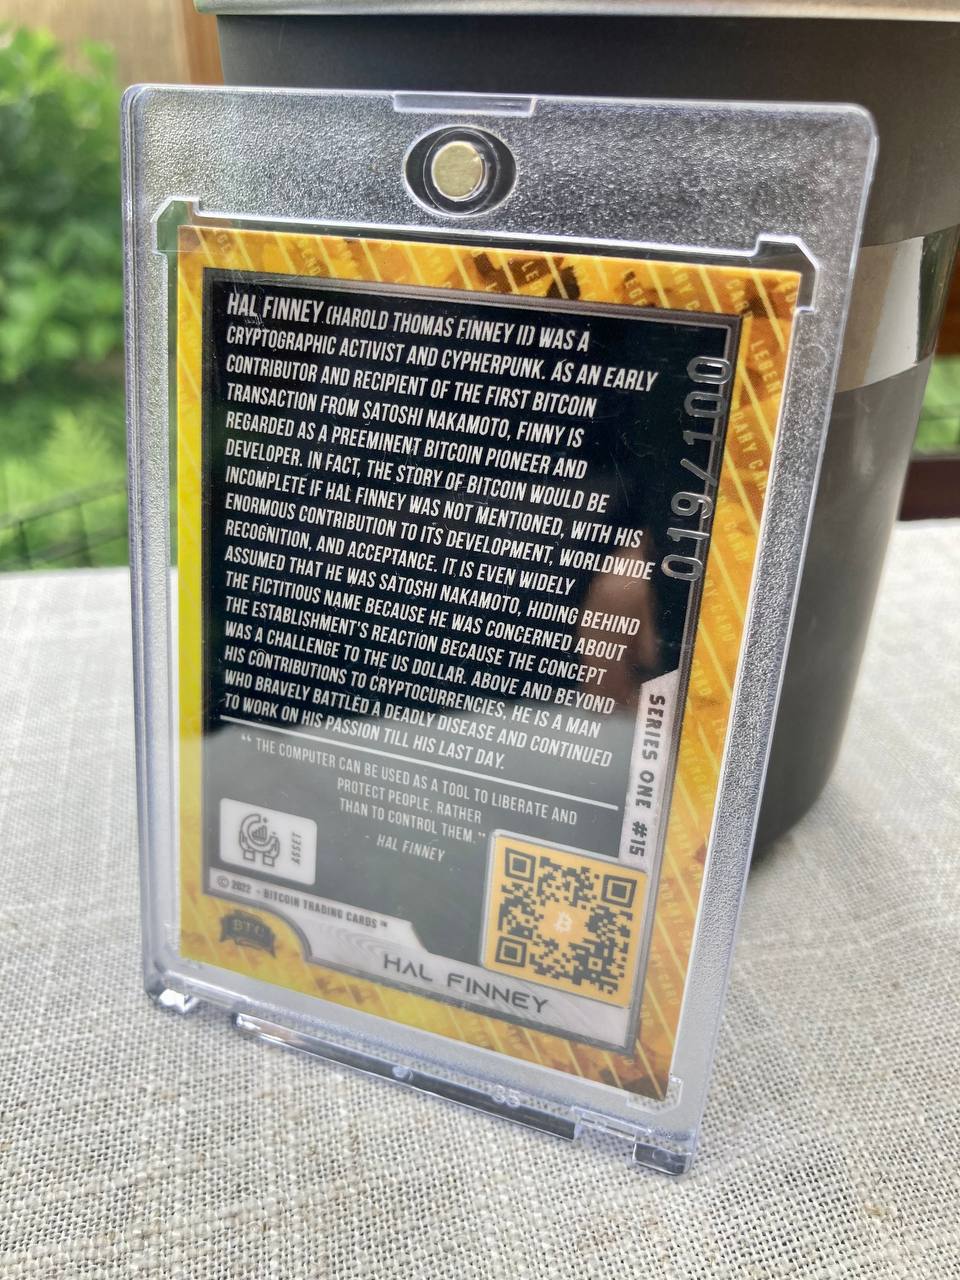 HAL FINNEY (HAROLD THOMAS FINNEY II) WAS A
CRYPTOGRAPHIC ACTIVIST AND CYPHERPUNK. AS AN EARLY
CONTRIBUTOR AND RECIPIENT OF THE FIRST BITCOIN
TRANSACTION FROM SATOSHI NAKAMOTO, FINNY IS
REGARDED AS A PREEMINENT BITCOIN PIONEER AND
DEVELOPER. IN FACT, THE STORY OF BITCOIN WOULD BE
INCOMPLETE IF HAL FINNEY WAS NOT MENTIONED, WITH HIS
ENORMOUS CONTRIBUTION TO ITS DEVELOPMENT, WORLDWIDE
RECOGNITION, AND ACCEPTANCE. IT IS EVEN WIDELY
ASSUMED THAT HE WAS SATOSHI NAKAMOTO, HIDING BEHIND
THE FICTITIOUS NAME BECAUSE HE WAS CONCERNED ABOUT
THE ESTABLISHMENT'S REACTION BECAUSE THE CONCEPT
WAS A CHALLENGE TO THE US DOLLAR. ABOVE AND BEYOND
HIS CONTRIBUTIONS TO CRYPTOCURRENCIES, HE IS A MAN
WHO BRAVELY BATTLED A DEADLY DISEASE AND CONTINUED
TO WORK ON HIS PASSION TILL HIS LAST DAY.
019/100
SERIES ONE #15
“ THE COMPUTER CAN BE USED AS A TOOL TO LIBERATE AND
PROTECT PEOPLE, RATHER
THAN TO CONTROL THEM.”
- HAL FINNEY
ASSET
© 2022 - BITCOIN TRADING CARDS™
BTC
HAL FINNEY
35